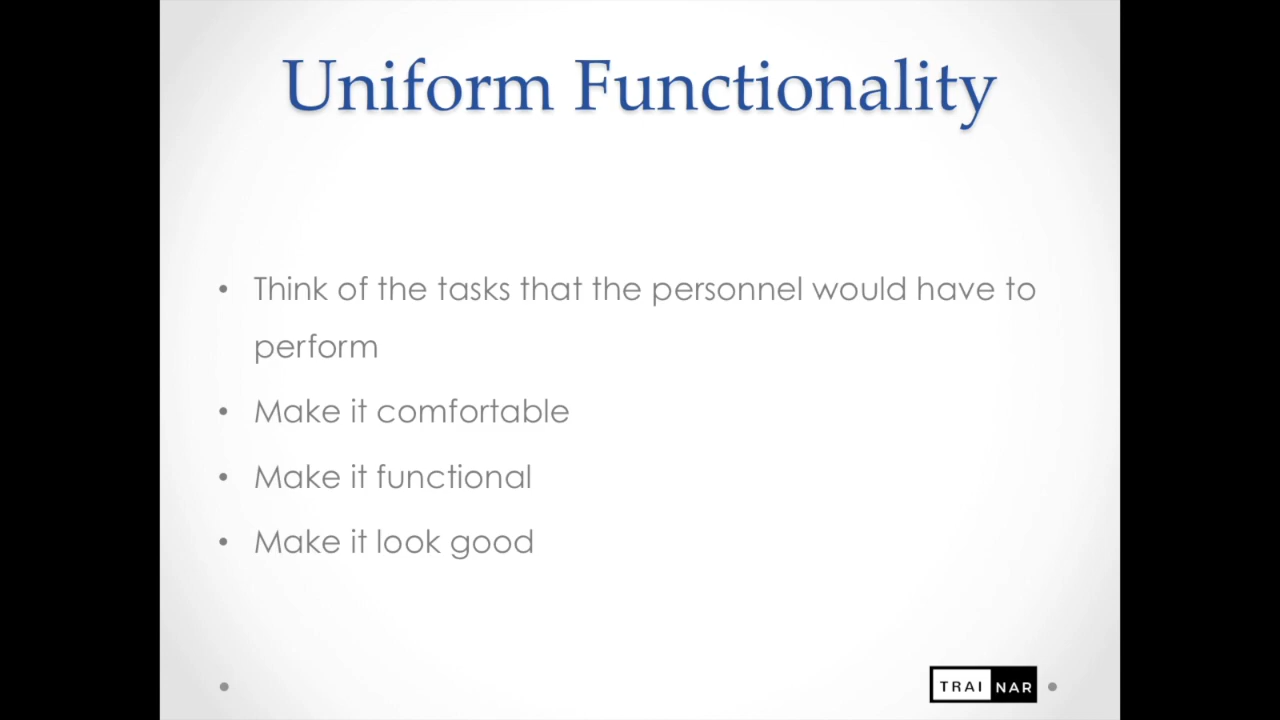 Uniform Functionality
• Think of the tasks that the personnel would have to
perform
• Make it comfortable
• Make it functional
• Make it look good
TRAI NAR